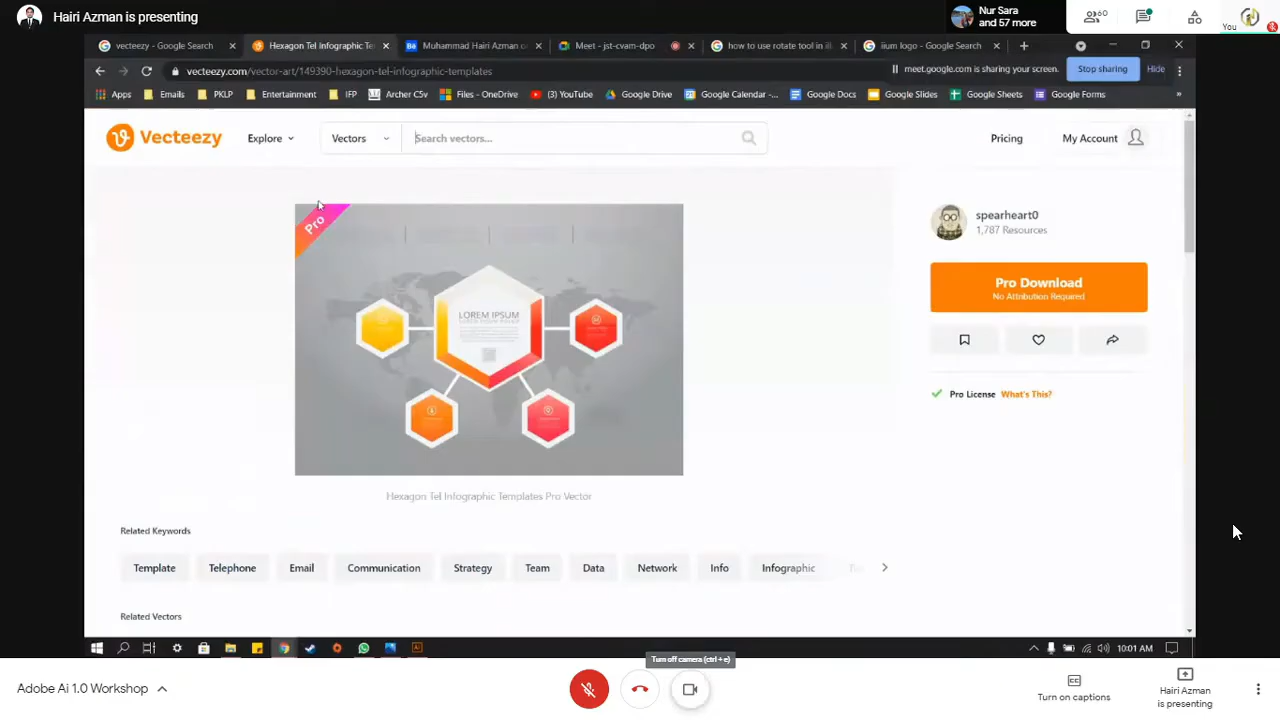 Hairi Azman is presenting
Nur Sara
and 57 more
60
You
vecteezy - Google Search
Hexagon Tel Infographic Te
Muhammad Hairi Azman o
Meet - jst-cvam-dpo
how to use rotate tool in il
iium logo - Google Search
vecteezy.com/vector-art/149390-hexagon-tel-infographic-templates
meet.google.com is sharing your screen.
Stop sharing
Hide
Apps
Emails
PKLP
Entertainment
IFP
Archer C5v
Files - OneDrive
(3) YouTube
Google Drive
Google Calendar -...
Google Docs
Google Slides
Google Sheets
Google Forms
»
Vecteezy
Explore
Vectors
Search vectors...
Pricing
My Account
Pro
LOREM IPSUM
spearheart0
1,787 Resources
Pro Download
No Attribution Required
Pro License What's This?
Hexagon Tel Infographic Templates Pro Vector
Related Keywords
Template
Telephone
Email
Communication
Strategy
Team
Data
Network
Info
Infographic
Related Vectors
10:01 AM
Turn off camera (ctrl + e)
Adobe Ai 1.0 Workshop
Turn on captions
Hairi Azman
is presenting